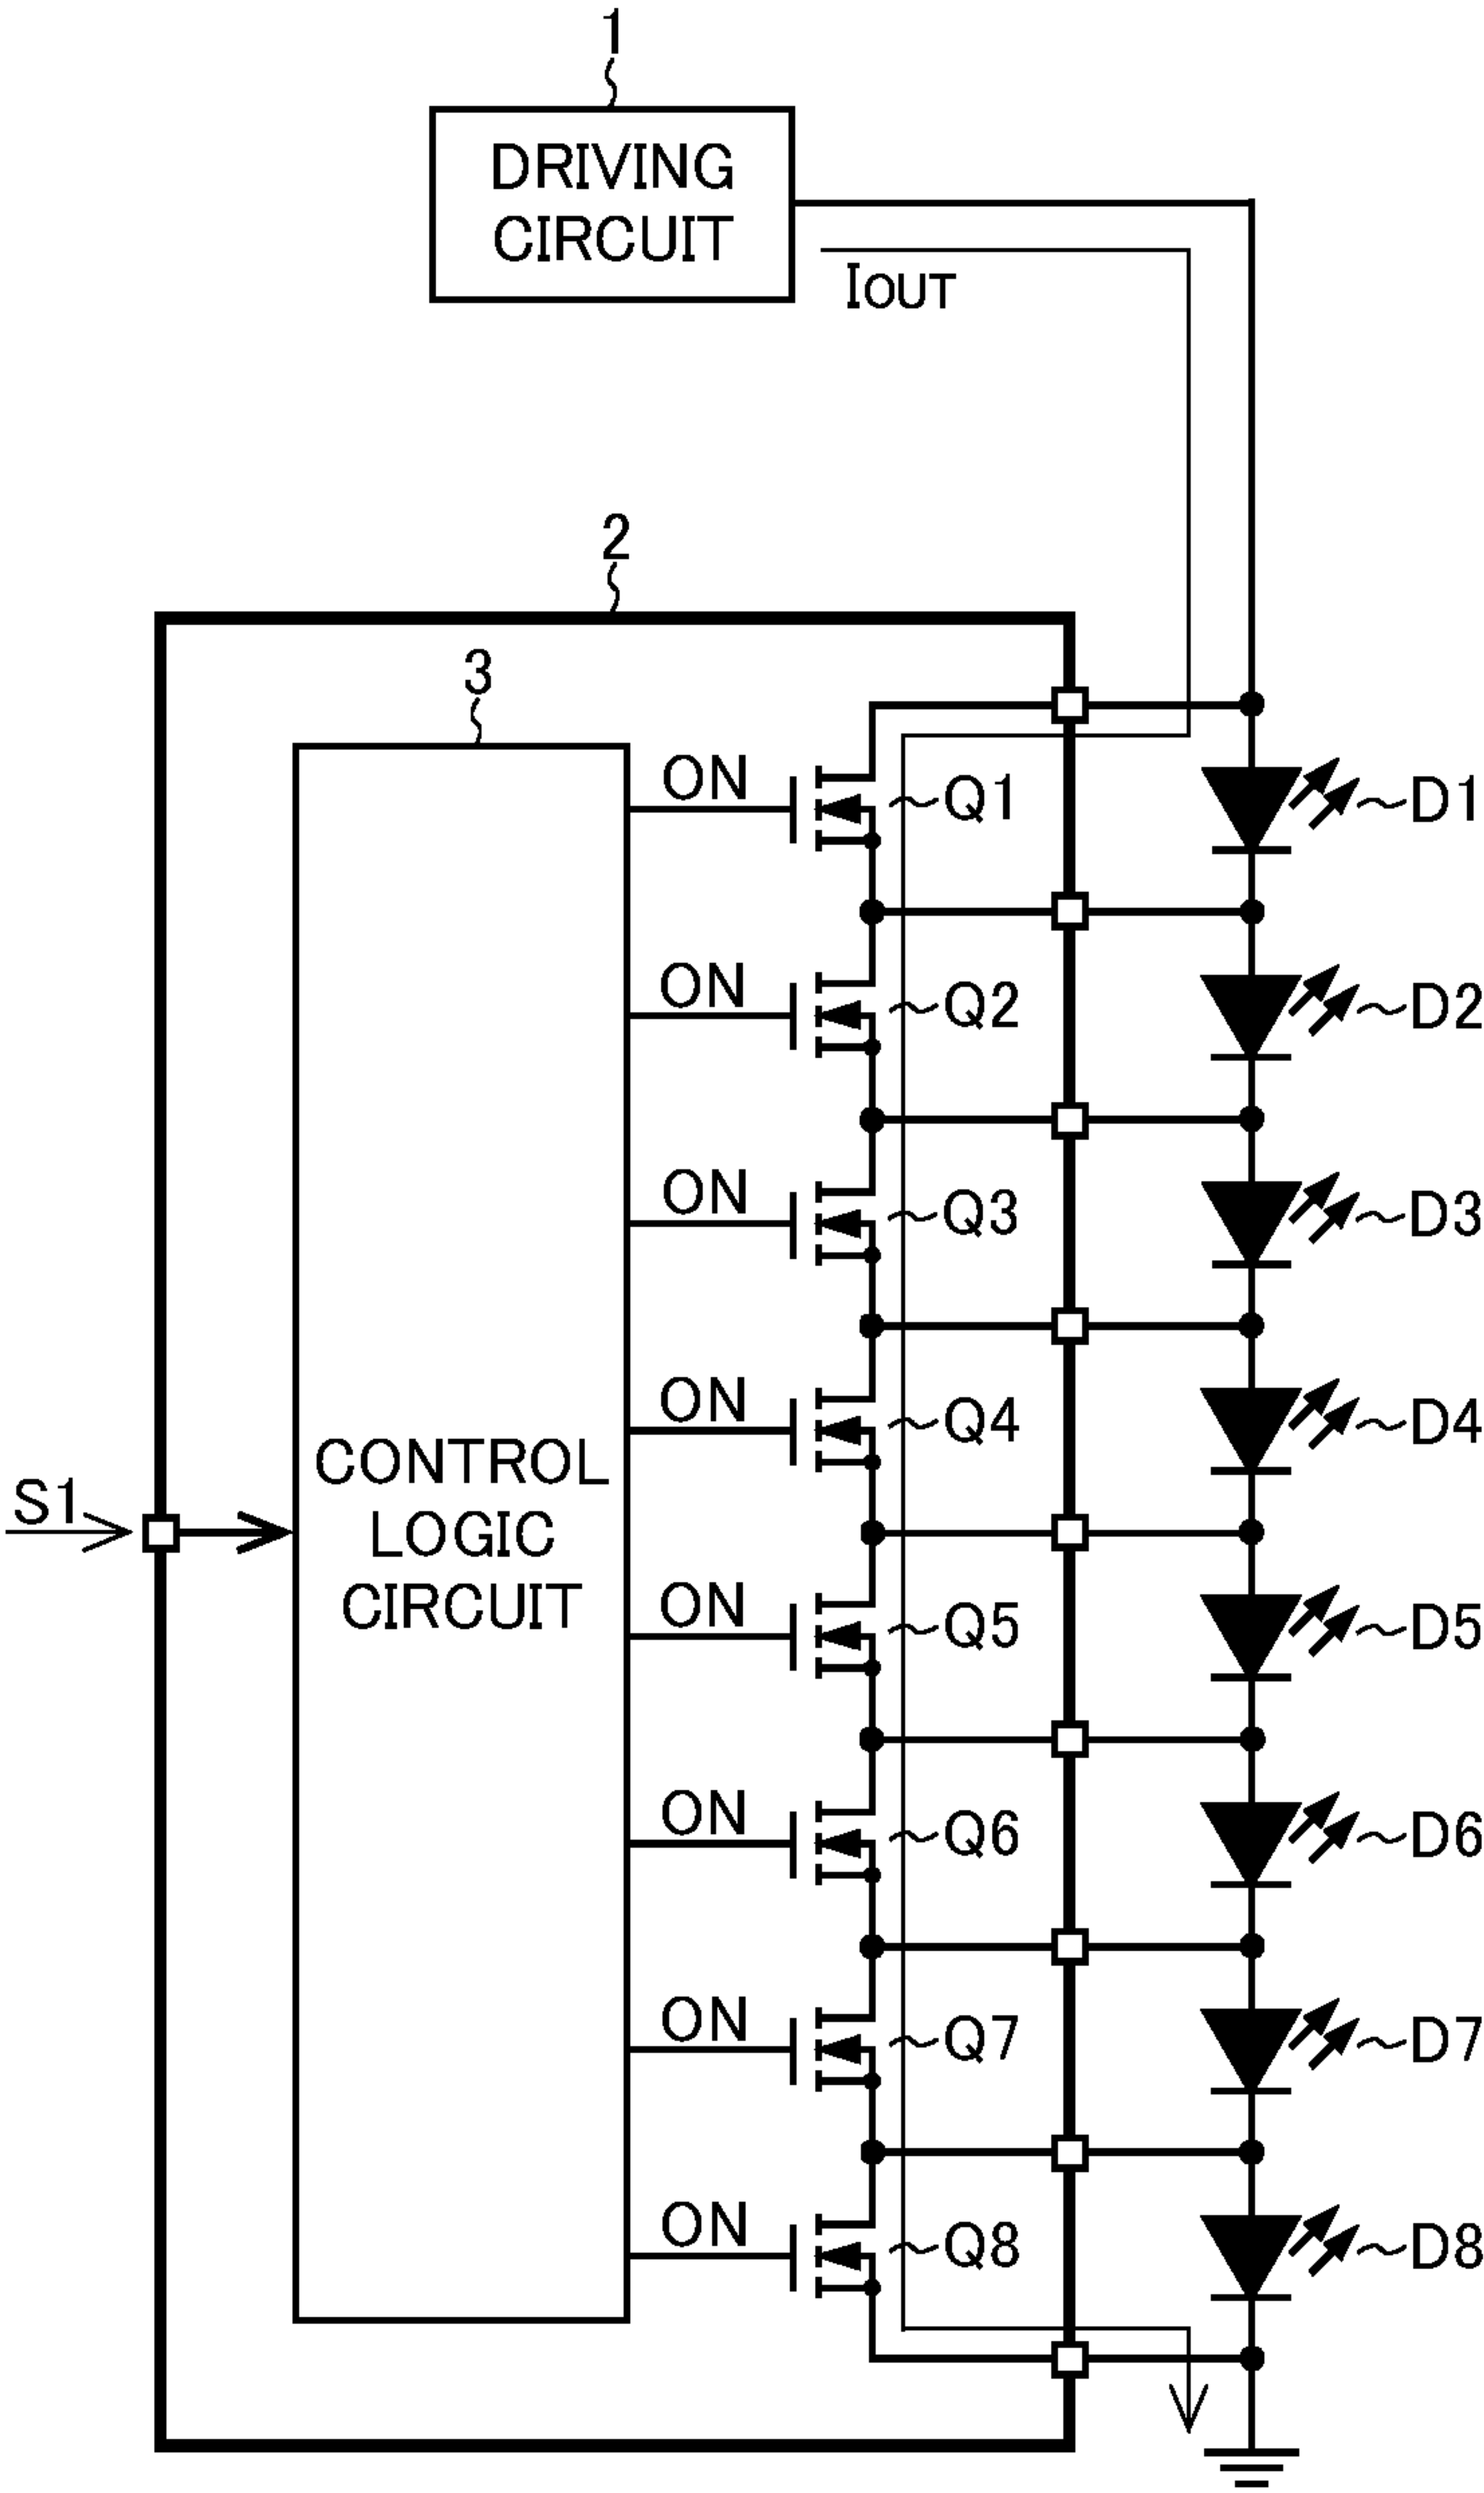 1
DRIVING
CIRCUIT
IOUT
2
3
ON
Q1
D1
ON
Q2
D2
ON
Q3
D3
ON
Q4
D4
S1
CONTROL
LOGIC
CIRCUIT
ON
Q5
D5
ON
Q6
D6
ON
Q7
D7
ON
Q8
D8